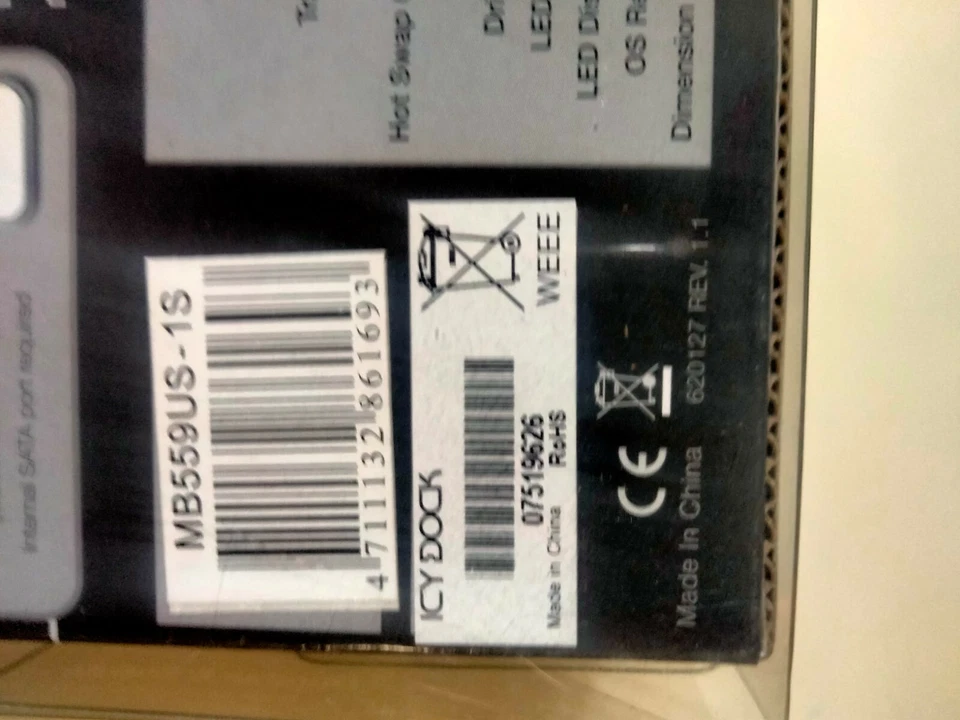 Internal SATA port required
Hot Swap
LED
LED
OS
Dimension
MB559US-1S
4 711132 861693
ICY DOCK
07519626
Made in China RoHS
WEEE
CE
Made In China 620127 REV. 1.1